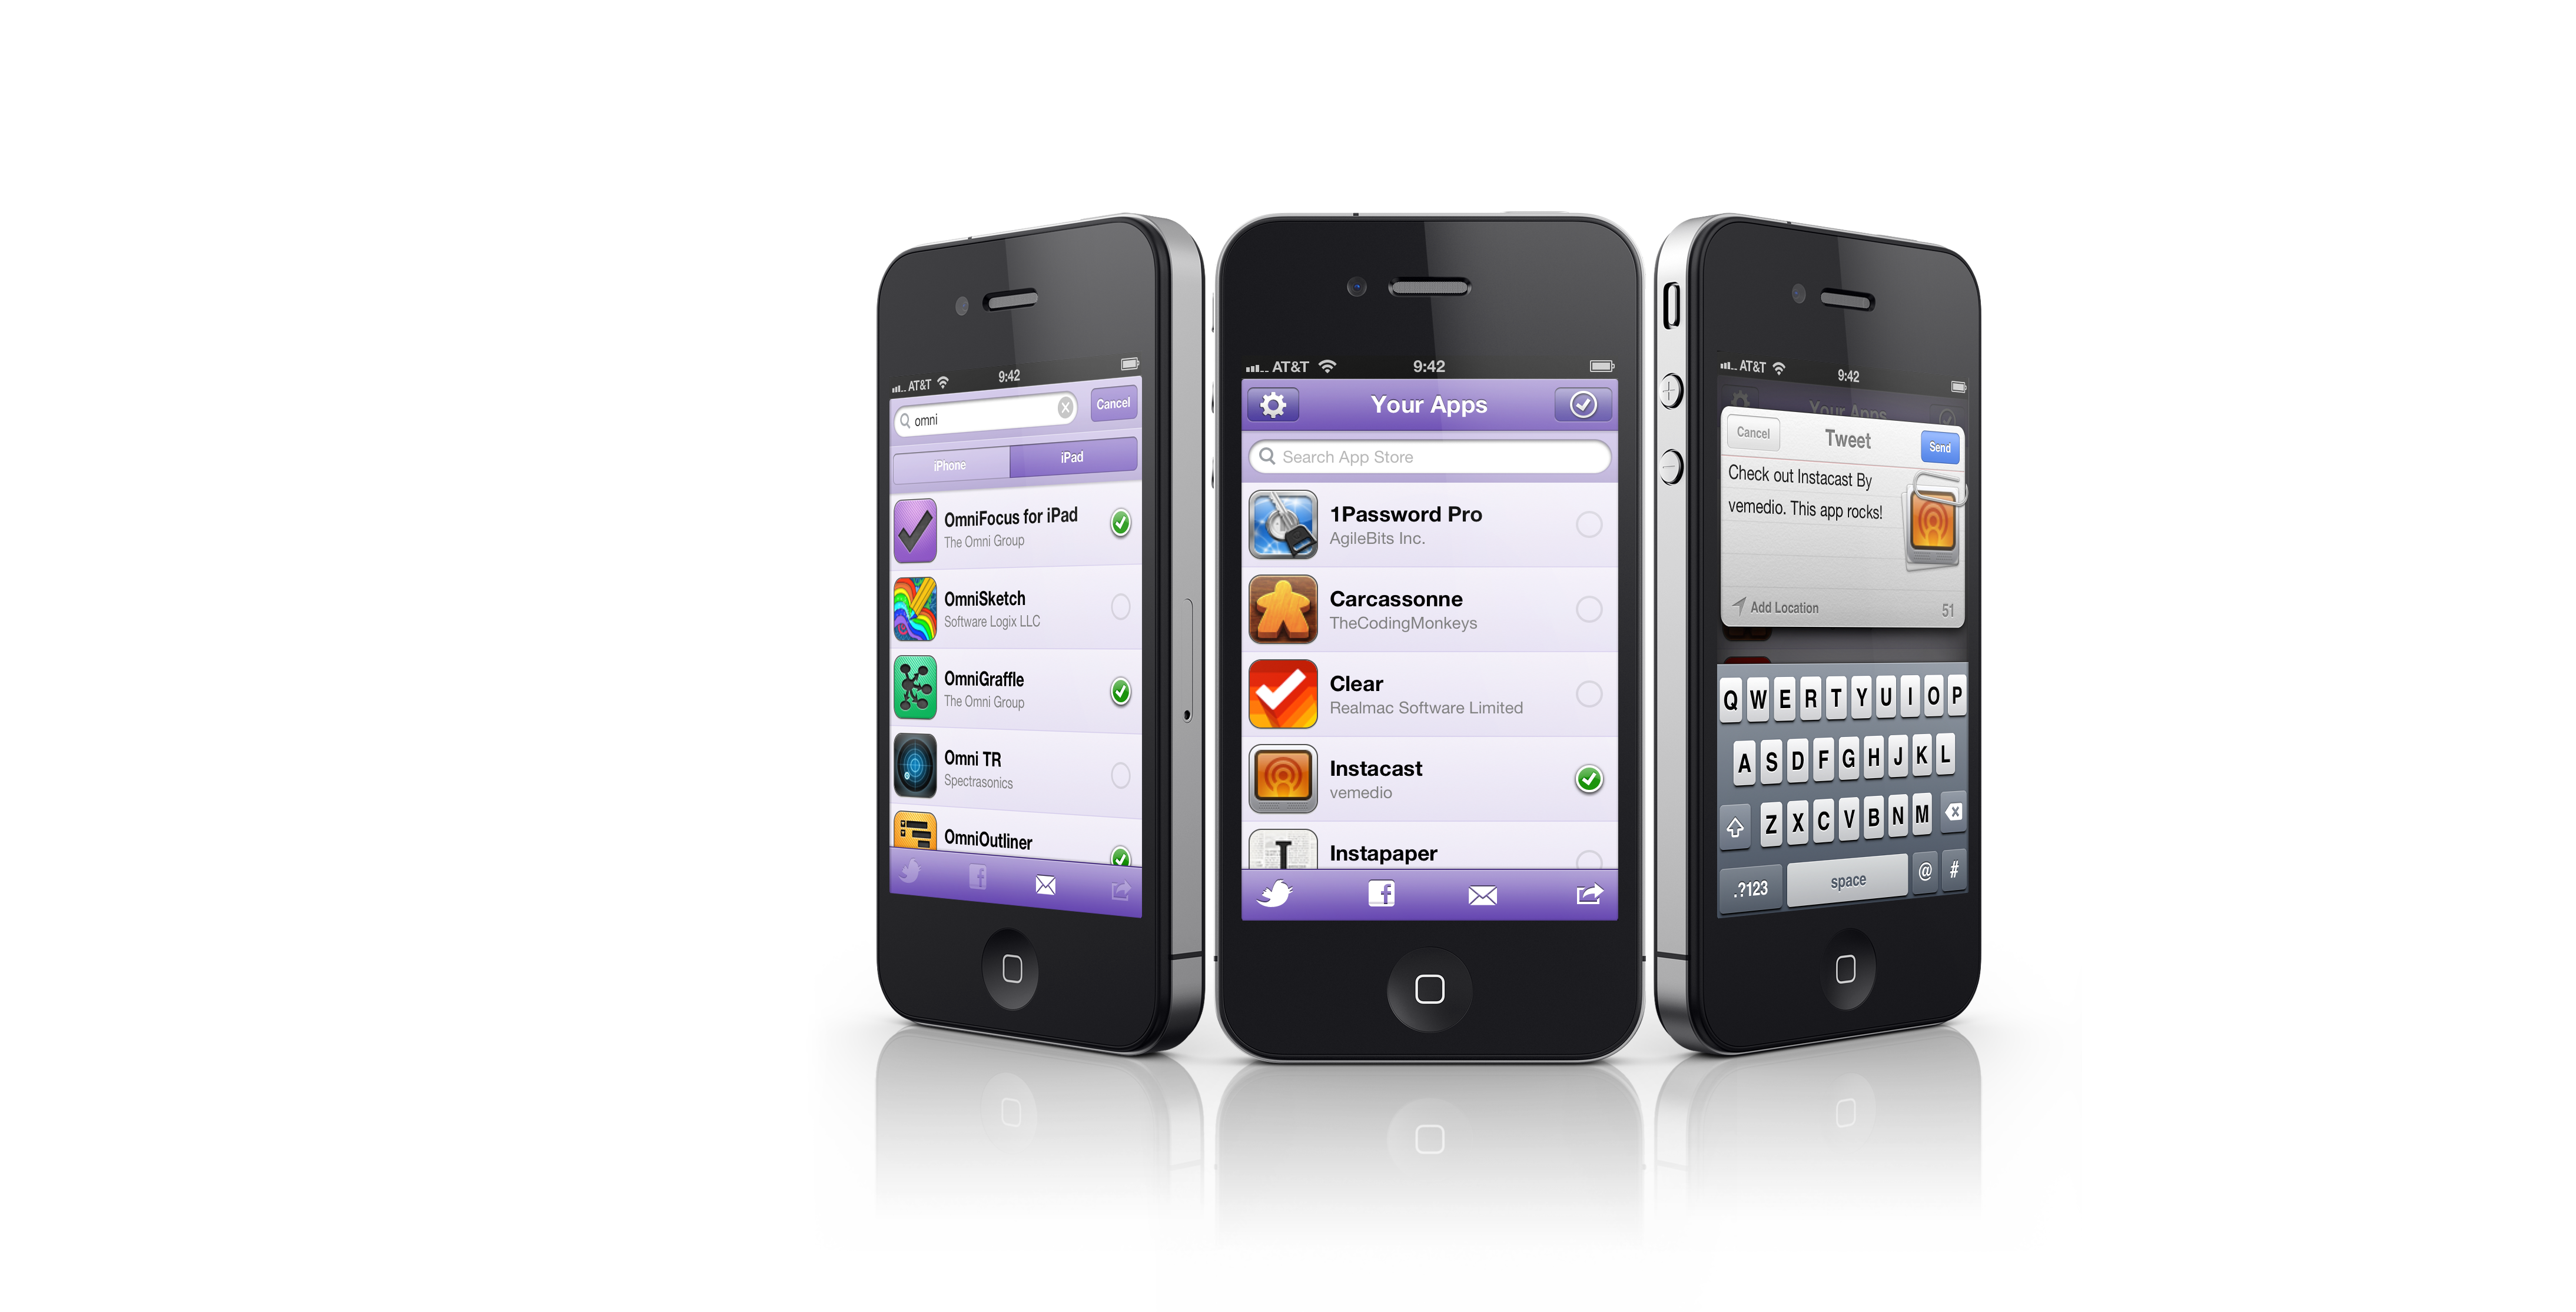 AT&T 9:42
omni
Cancel
iPhone iPad
OmniFocus for iPad
The Omni Group
OmniSketch
Software Logix LLC
OmniGraffle
The Omni Group
Omni TR
Spectrasonics
OmniOutliner
AT&T 9:42
Your Apps
Search App Store
1Password Pro
AgileBits Inc.
Carcassonne
TheCodingMonkeys
Clear
Realmac Software Limited
Instacast
vemedio
I
Instapaper
f
AT&T 9:42
Your Apps
Cancel Tweet Send
Check out Instacast By
vemedio. This app rocks!
Add Location 51
Q W E R T Y U I O P
A S D F G H J K L
Z X C V B N M
.?123 space @ #